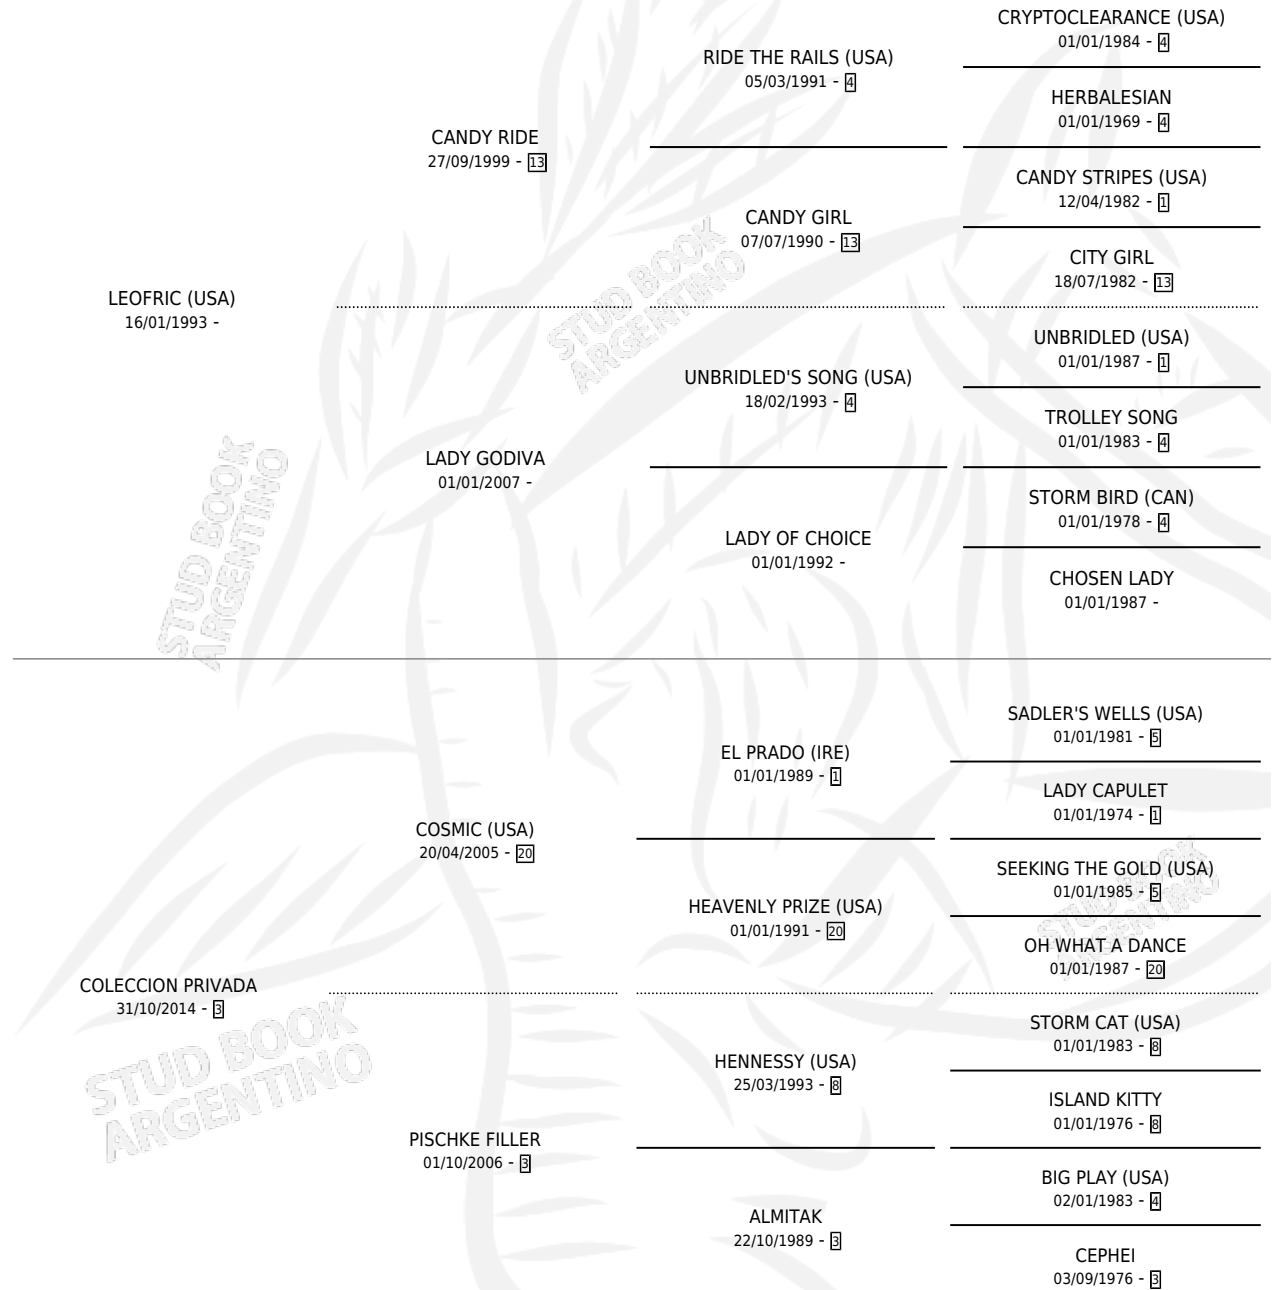 CRYPTOCLEARANCE (USA)
01/01/1984 - 4
RIDE THE RAILS (USA)
05/03/1991 - 4
HERBALESIAN
01/01/1969 - 4
CANDY RIDE
27/09/1999 - 13
CANDY STRIPES (USA)
12/04/1982 - 1
CANDY GIRL
07/07/1990 - 13
CITY GIRL
18/07/1982 - 13
LEOFRIC (USA)
16/01/1993 -
UNBRIDLED (USA)
01/01/1987 - 1
UNBRIDLED'S SONG (USA)
18/02/1993 - 4
TROLLEY SONG
01/01/1983 - 4
LADY GODIVA
01/01/2007 -
STORM BIRD (CAN)
01/01/1978 - 4
LADY OF CHOICE
01/01/1992 -
CHOSEN LADY
01/01/1987 -
STUD BOOK
ARGENTINO
STUD BOOK
ARGENTINO
SADLER'S WELLS (USA)
01/01/1981 - 5
EL PRADO (IRE)
01/01/1989 - 1
LADY CAPULET
01/01/1974 - 1
COSMIC (USA)
20/04/2005 - 20
SEEKING THE GOLD (USA)
01/01/1985 - 5
HEAVENLY PRIZE (USA)
01/01/1991 - 20
OH WHAT A DANCE
01/01/1987 - 20
STUD BOOK
ARGENTINO
COLECCION PRIVADA
31/10/2014 - 3
STORM CAT (USA)
01/01/1983 - 8
HENNESSY (USA)
25/03/1993 - 8
ISLAND KITTY
01/01/1976 - 8
STUD BOOK
ARGENTINO
PISCHKE FILLER
01/10/2006 - 3
BIG PLAY (USA)
02/01/1983 - 4
ALMITAK
22/10/1989 - 3
CEPHEI
03/09/1976 - 3